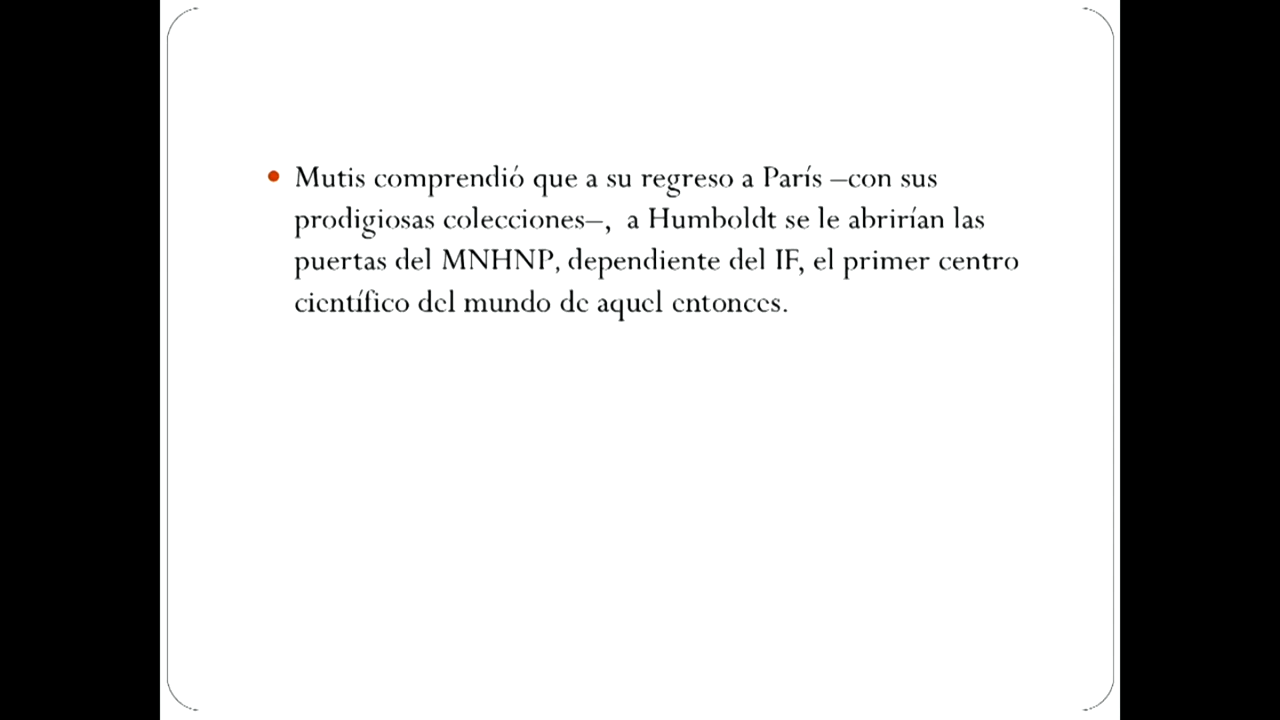 • Mutis comprendió que a su regreso a París –con sus
prodigiosas colecciones–, a Humboldt se le abrirían las
puertas del MNHNP, dependiente del IF, el primer centro
científico del mundo de aquel entonces.